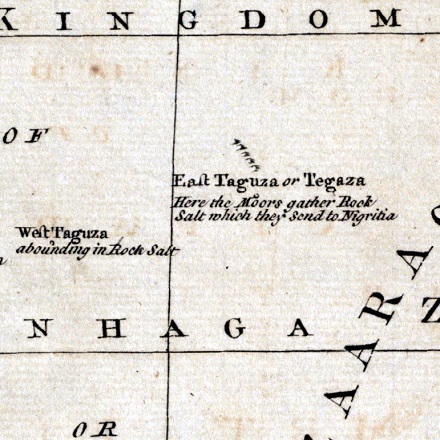 KINGDOM
OF
East Taguza or Tegaza
Here the Moors gather Rock
Salt which they send to Nigritia
West Taguza
abounding in Rock Salt
NHAGA
AARA
Z
OR